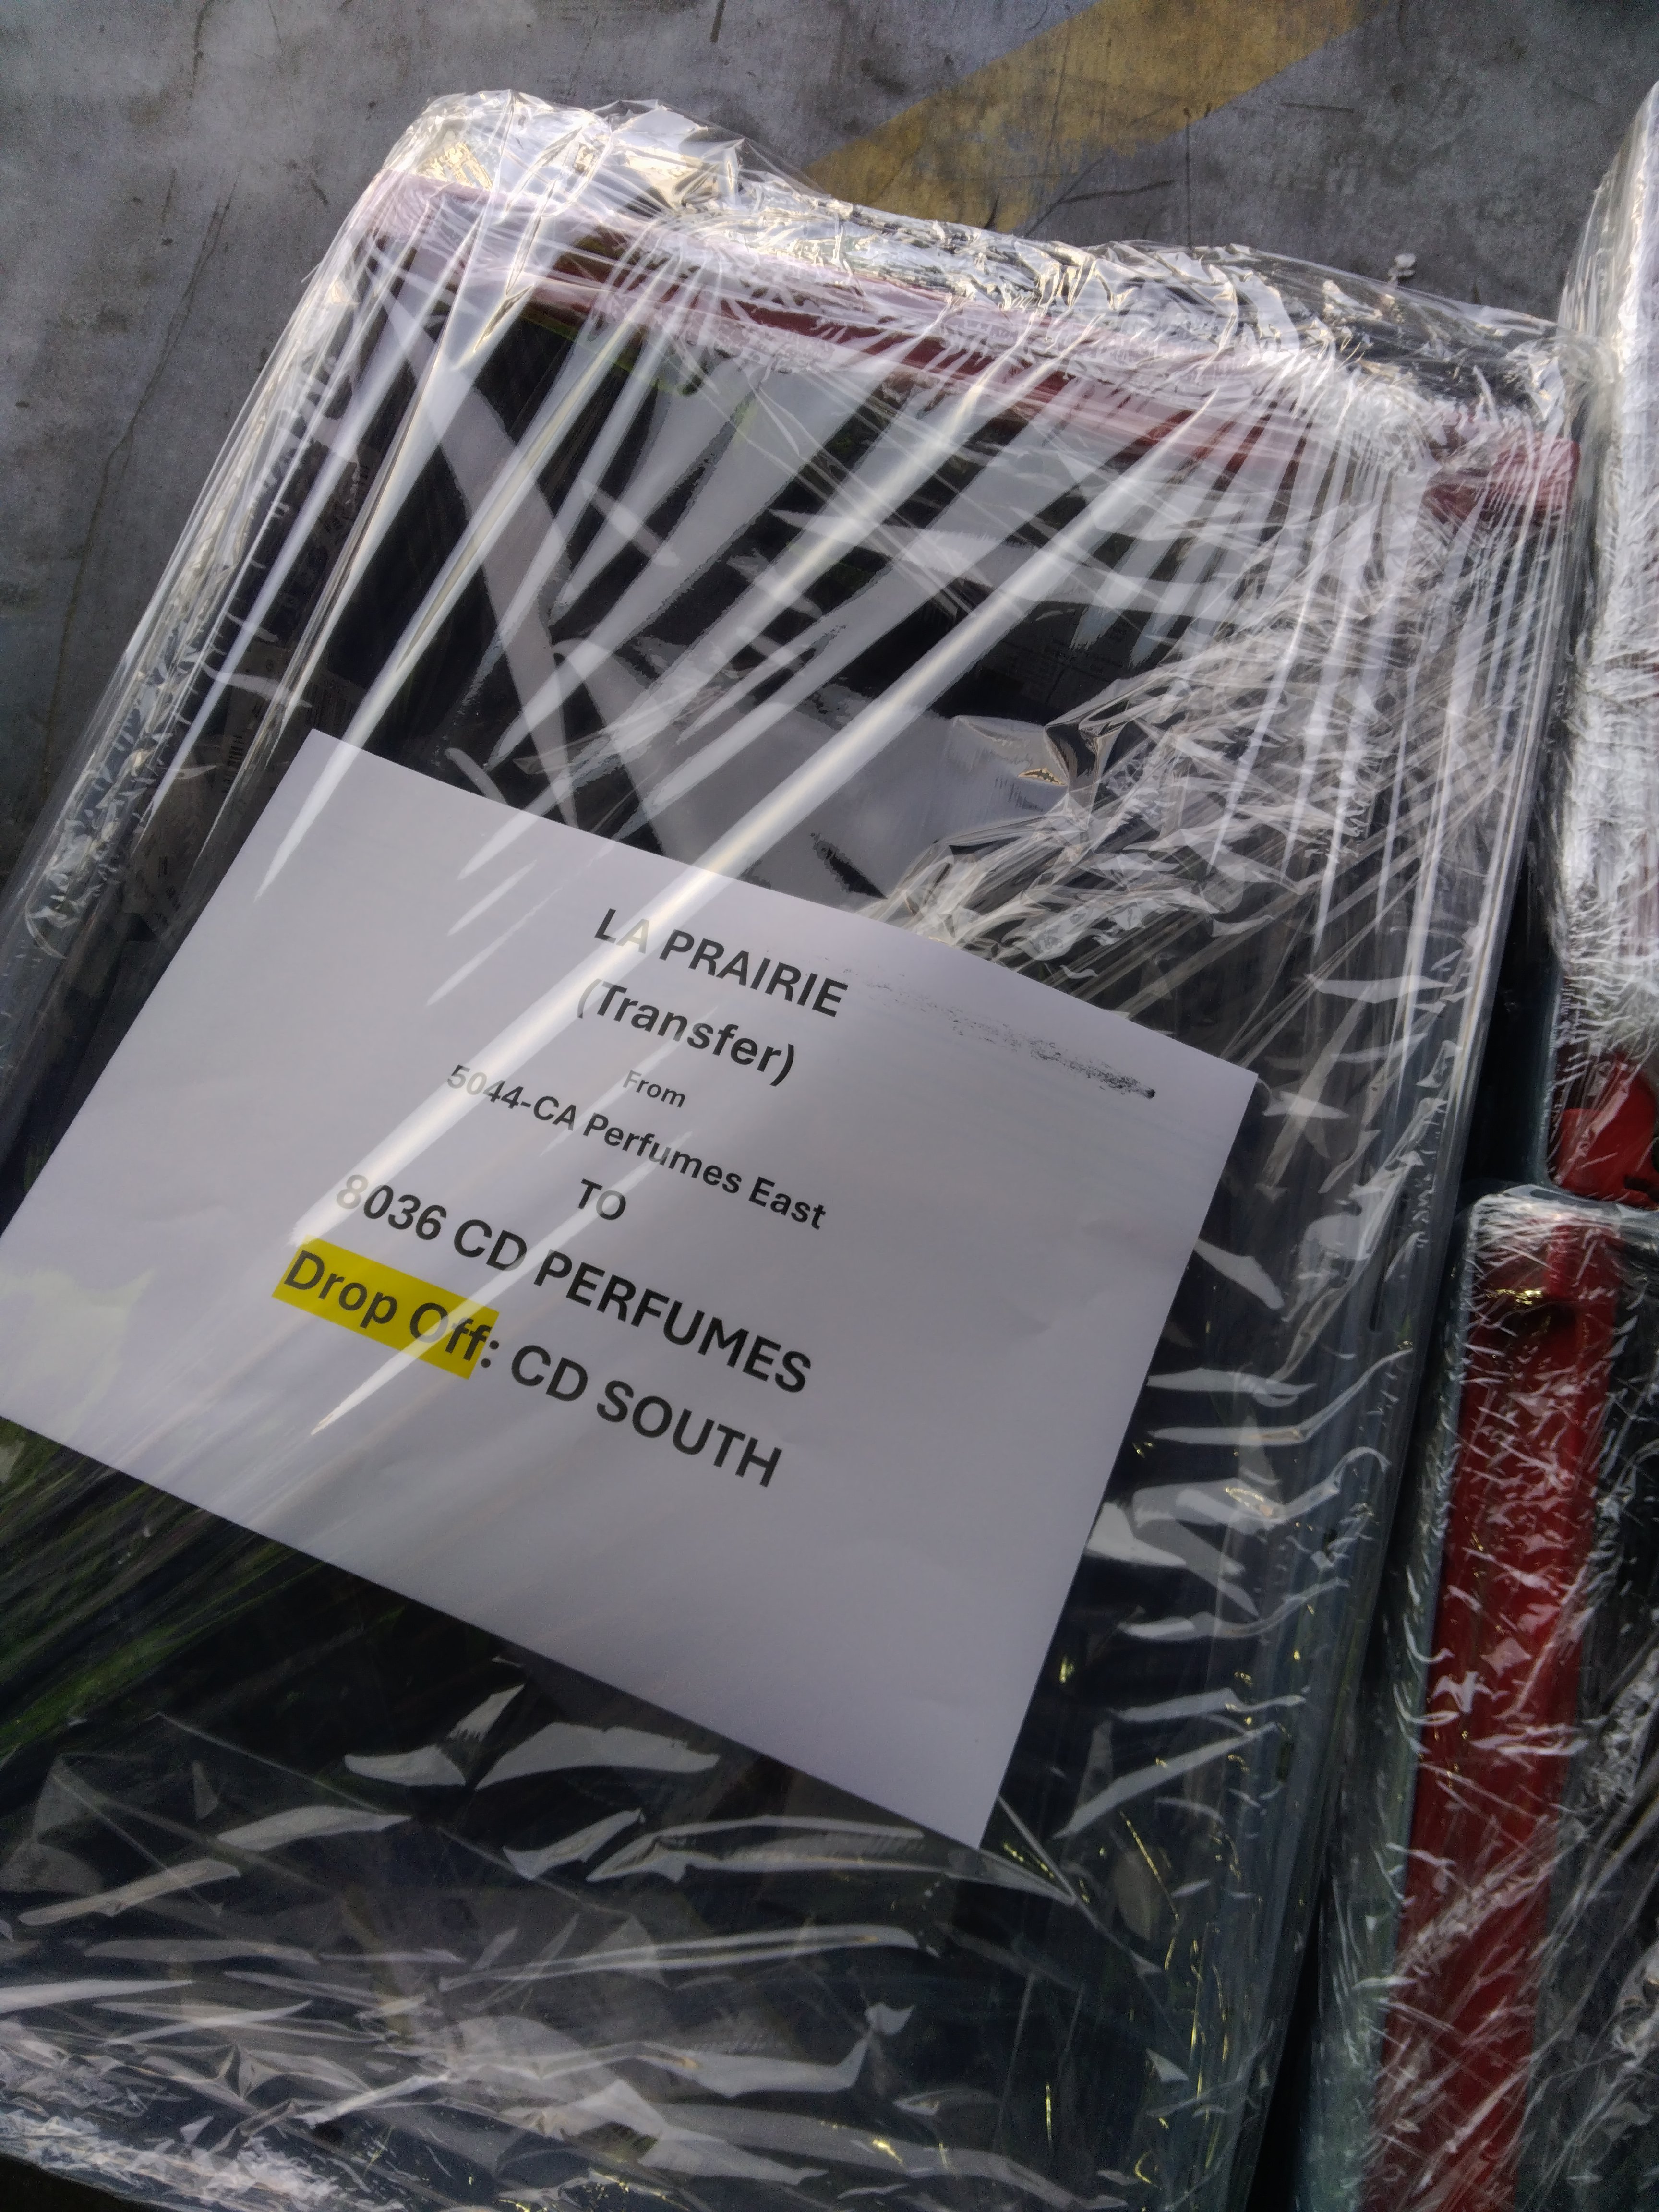 LA PRAIRIE
(Transfer)
From
5044-CA Perfumes East
TO
8036 CD PERFUMES
Drop Off: CD SOUTH